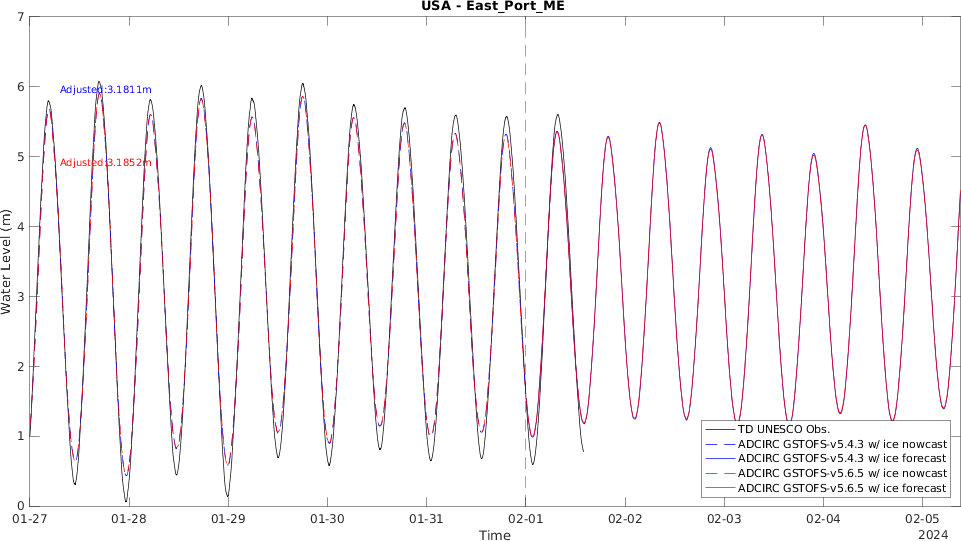 USA - East_Port_ME
7
6
5
4
3
2
1
0
Water Level (m)
Adjusted:3.1811m
Adjusted:3.1852m
TD UNESCO Obs.
ADCIRC GSTOFS-v5.4.3 w/ ice nowcast
ADCIRC GSTOFS-v5.4.3 w/ ice forecast
ADCIRC GSTOFS-v5.6.5 w/ ice nowcast
ADCIRC GSTOFS-v5.6.5 w/ ice forecast
01-27 01-28 01-29 01-30 01-31 02-01 02-02 02-03 02-04 02-05
Time
2024